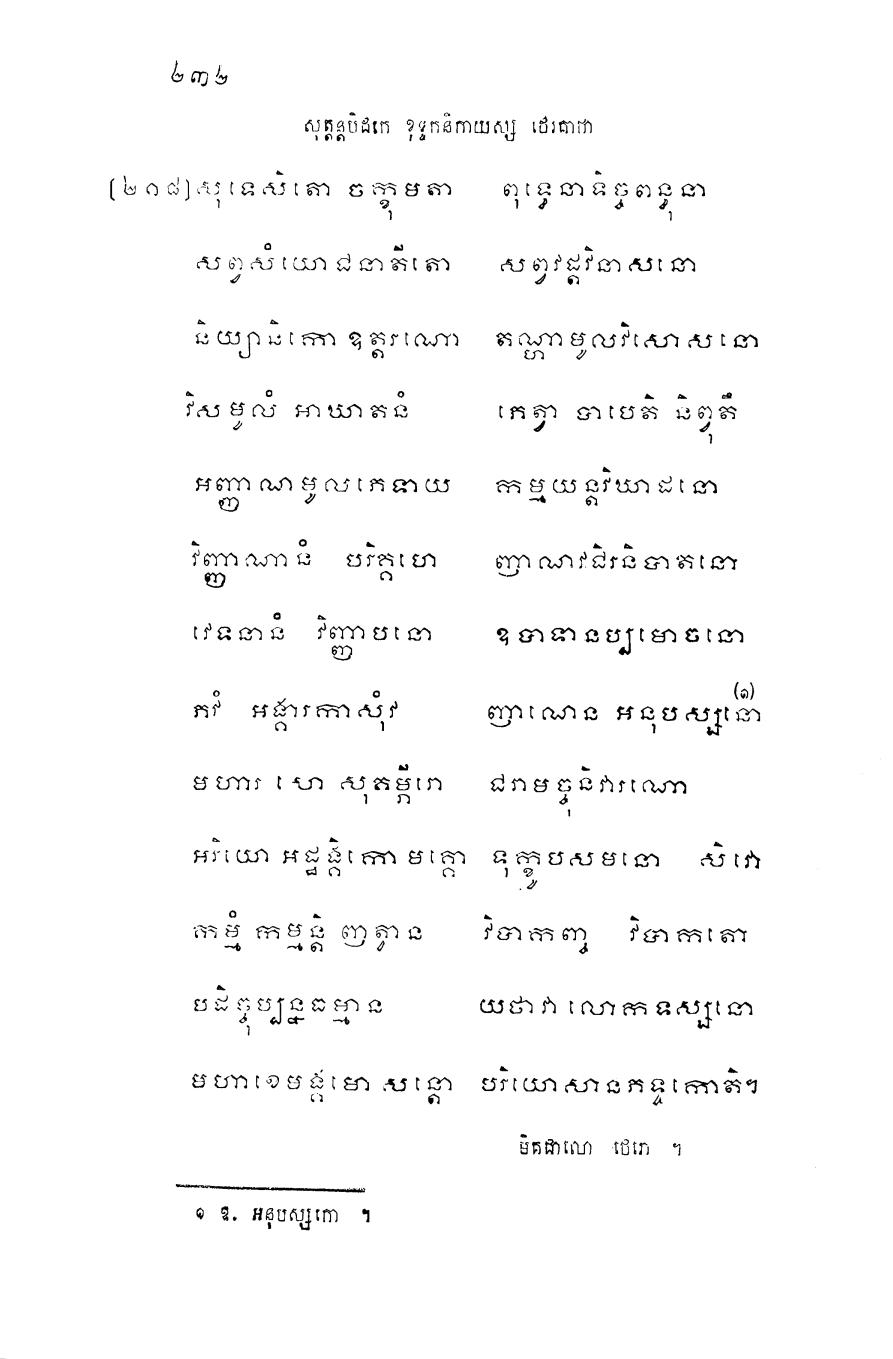 ២៣២
សុត្តន្តបិដកេ ខុទ្ទកនិកាយស្ស ថេរគាថា
[២១៨] សុទេសិតោ ចក្ខុមតា ពុទ្ធេនាទិច្ចពន្ធុនា
សព្វសំយោជនាតីតោ សព្វវដ្តវិនាសនោ
និយ្យានិកោ ឧត្តរណោ តណ្ហាមូលវិសោសនោ
វិសមូលំ អាឃាតនំ ភេត្វា បាបេតិ និព្វុតឹ
អញ្ញាណមូលភេទាយ កម្មយន្តវិឃាដនោ
វិញ្ញាណានំ បរិគ្គហេ ញាណវជិរនិបាតនោ
វេទនានំ វិញ្ញាបនោ ឧបាទានប្បមោចនោ
ភវំ អង្គារកាសុំវ ញាណេន អនុបស្សនោ (១)
មហារសោ សុគម្ភីរោ ជរាមច្ចុនិវារណោ
អរិយោ អដ្ឋង្គិកោ មគ្គោ ទុក្ខូបសមនោ សិវោ
កម្មំ កម្មន្តិ ញត្វាន វិបាកញ្ច វិបាកតោ
បដិច្ចុប្បន្នធម្មាន យថាវាលោកទស្សនោ
មហាខេមង្គមោ សន្តោ បរិយោសានភទ្ទកោតិ។
មិគជាលោ ថេរោ ។
១ ឱ. អនុបស្សកោ ។